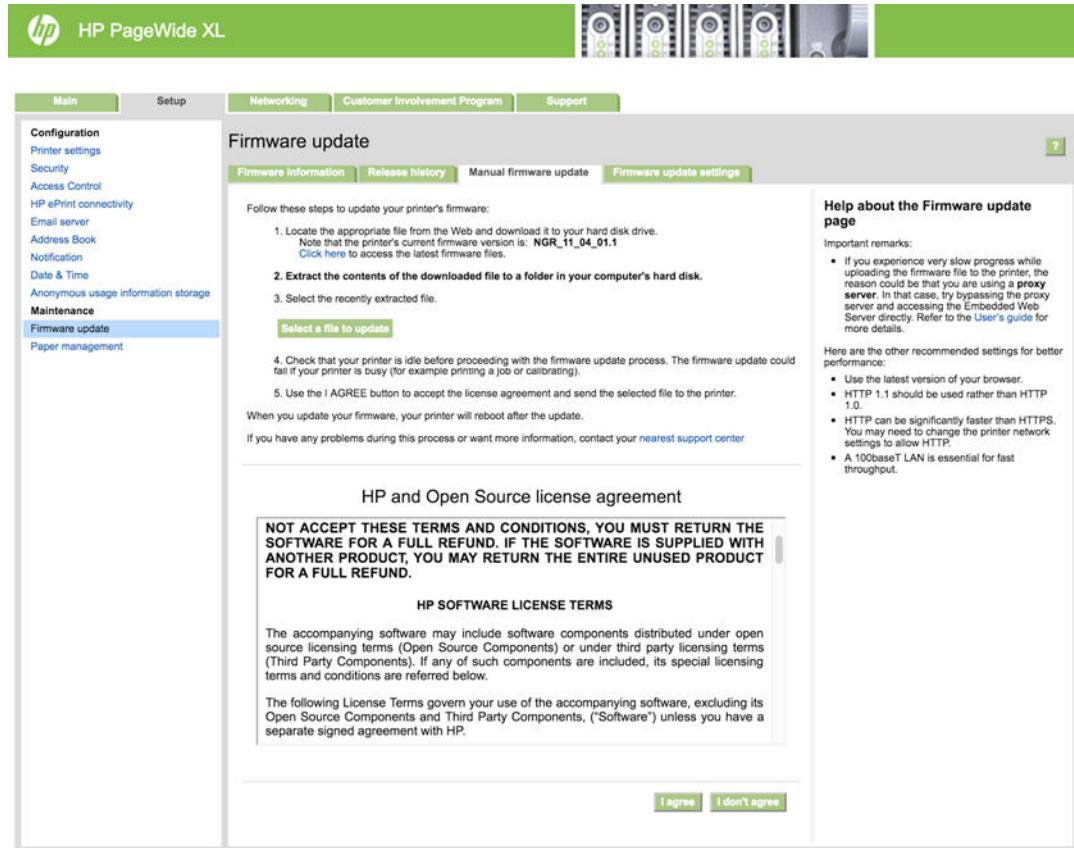 hp
HP PageWide XL
Main
Setup
Networking
Customer Involvement Program
Support
Configuration
Printer settings
Security
Access Control
HP ePrint connectivity
Email server
Address Book
Notification
Date & Time
Anonymous usage information storage
Maintenance
Firmware update
Paper management
Firmware update
?
Firmware information
Release history
Manual firmware update
Firmware update settings
Follow these steps to update your printer's firmware:
1. Locate the appropriate file from the Web and download it to your hard disk drive.
Note that the printer's current firmware version is: NGR_11_04_01.1
Click here to access the latest firmware files.
2. Extract the contents of the downloaded file to a folder in your computer's hard disk.
3. Select the recently extracted file.
Select a file to update
4. Check that your printer is idle before proceeding with the firmware update process. The firmware update could
fail if your printer is busy (for example printing a job or calibrating).
5. Use the I AGREE button to accept the license agreement and send the selected file to the printer.
When you update your firmware, your printer will reboot after the update.
If you have any problems during this process or want more information, contact your nearest support center
HP and Open Source license agreement
NOT ACCEPT THESE TERMS AND CONDITIONS, YOU MUST RETURN THE
SOFTWARE FOR A FULL REFUND. IF THE SOFTWARE IS SUPPLIED WITH
ANOTHER PRODUCT, YOU MAY RETURN THE ENTIRE UNUSED PRODUCT
FOR A FULL REFUND.
HP SOFTWARE LICENSE TERMS
The accompanying software may include software components distributed under open
source licensing terms (Open Source Components) or under third party licensing terms
(Third Party Components). If any of such components are included, its special licensing
terms and conditions are referred below.
The following License Terms govern your use of the accompanying software, excluding its
Open Source Components and Third Party Components, (“Software”) unless you have a
separate signed agreement with HP.
I agree
I don't agree
Help about the Firmware update
page
Important remarks:
▪ If you experience very slow progress while
uploading the firmware file to the printer, the
reason could be that you are using a proxy
server. In that case, try bypassing the proxy
server and accessing the Embedded Web
Server directly. Refer to the User's guide for
more details.
Here are the other recommended settings for better
performance:
▪ Use the latest version of your browser.
▪ HTTP 1.1 should be used rather than HTTP
1.0.
▪ HTTP can be significantly faster than HTTPS.
You may need to change the printer network
settings to allow HTTP.
▪ A 100baseT LAN is essential for fast
throughput.